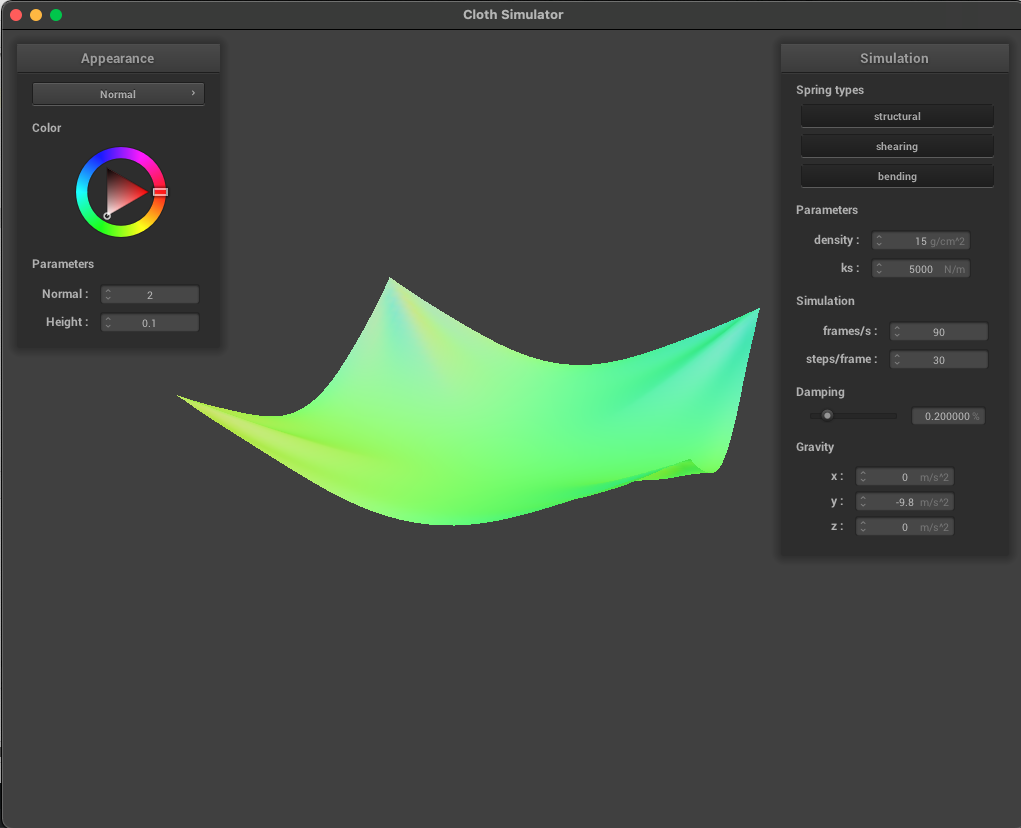 Cloth Simulator
Appearance
Normal
Color
Parameters
Normal : 2
Height : 0.1
Simulation
Spring types
structural
shearing
bending
Parameters
density : 15 g/cm^2
ks : 5000 N/m
Simulation
frames/s : 90
steps/frame : 30
Damping
0.200000 %
Gravity
x : 0 m/s^2
y : -9.8 m/s^2
z : 0 m/s^2